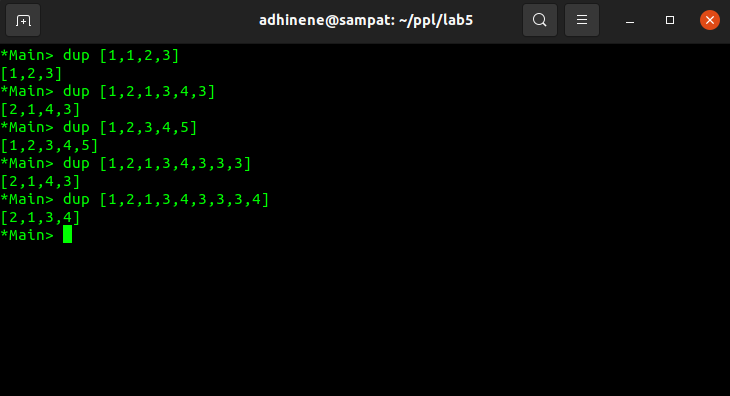 adhinene@sampat: ~/ppl/lab5
*Main> dup [1,1,2,3]
[1,2,3]
*Main> dup [1,2,1,3,4,3]
[2,1,4,3]
*Main> dup [1,2,3,4,5]
[1,2,3,4,5]
*Main> dup [1,2,1,3,4,3,3,3]
[2,1,4,3]
*Main> dup [1,2,1,3,4,3,3,3,4]
[2,1,3,4]
*Main>